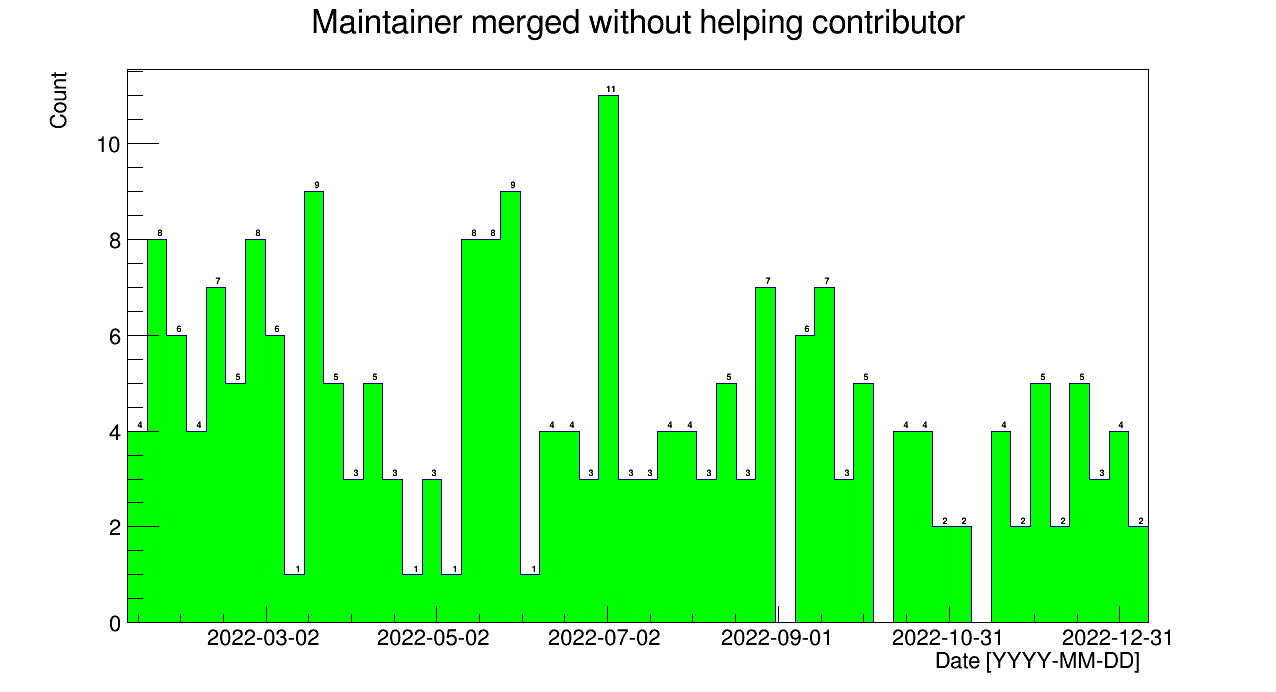 Maintainer merged without helping contributor
Count
10
8
6
4
2
0
4 8 6 4 7 5 8 6 1 9 5 3 5 3 1 3 1 8 8 9 1 4 4 3 11 3 3 4 4 3 5 3 7 6 7 3 5 4 4 2 2 4 2 5 2 5 3 4 2
2022-03-02 2022-05-02 2022-07-02 2022-09-01 2022-10-31 2022-12-31
Date [YYYY-MM-DD]